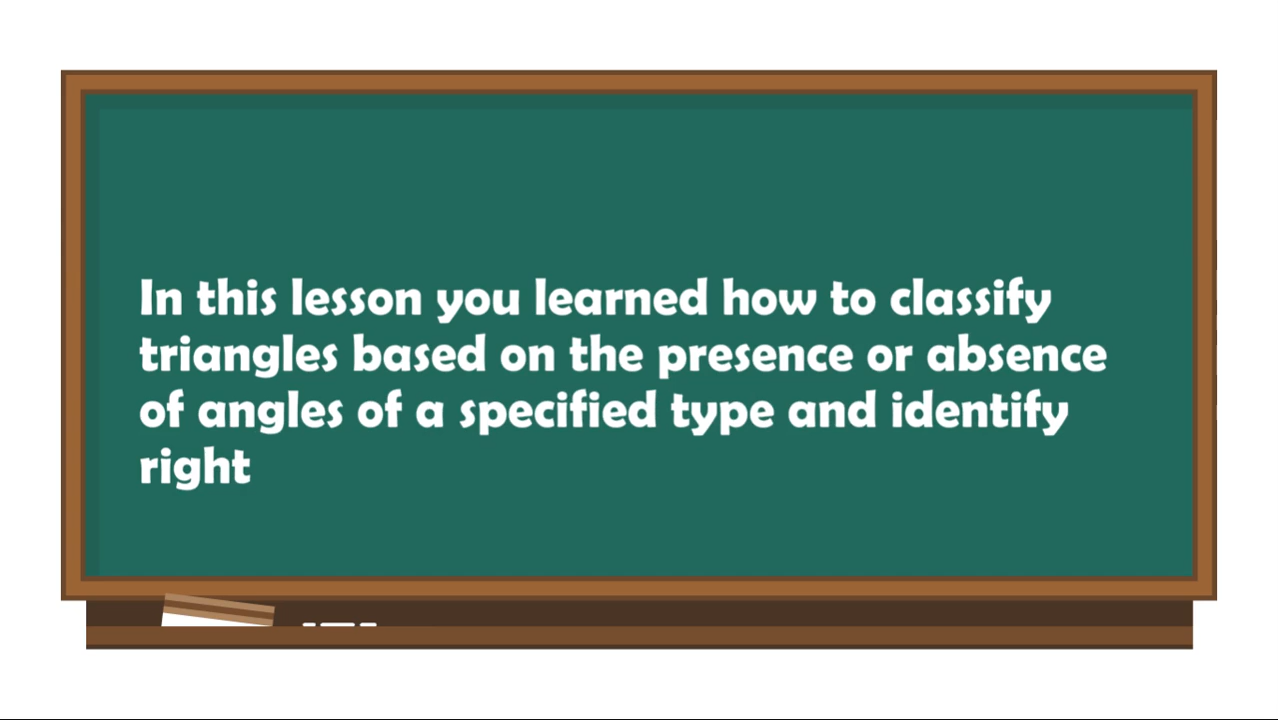 In this lesson you learned how to classify
triangles based on the presence or absence
of angles of a specified type and identify
right